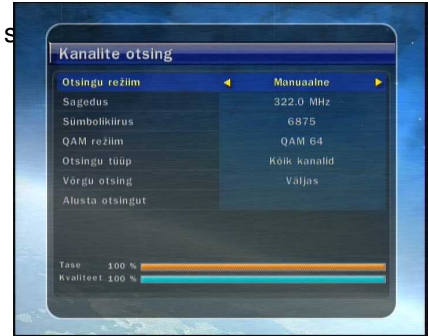 s
Kanalite otsing
Otsingu režiim Manuaalne
Sagedus 322.0 MHz
Sümbolikiirus 6875
QAM režiim QAM 64
Otsingu tüüp Kõik kanalid
Võrgu otsing Väljas
Alusta otsingut
Tase 100 %
Kvaliteet 100 %